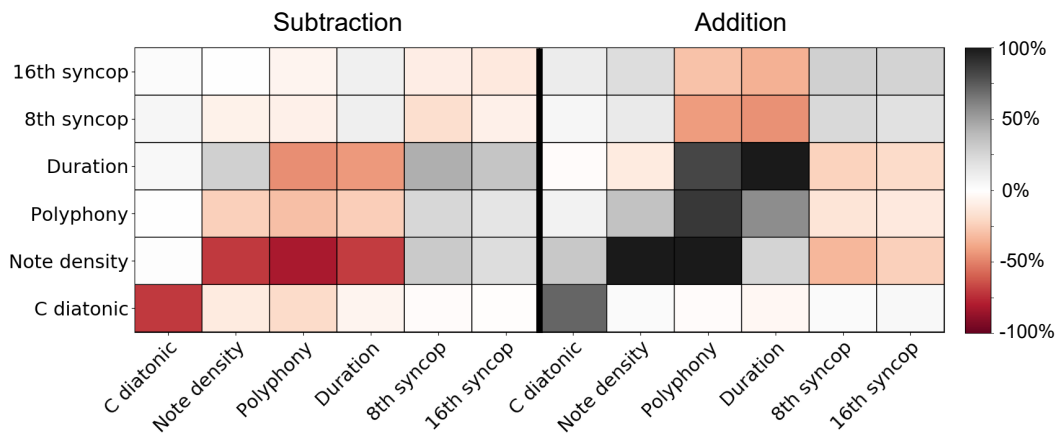 Subtraction Addition
16th syncop
8th syncop
Duration
Polyphony
Note density
C diatonic
C diatonic Note density Polyphony Duration 8th syncop 16th syncop C diatonic Note density Polyphony Duration 8th syncop 16th syncop
100%
50%
0%
-50%
-100%